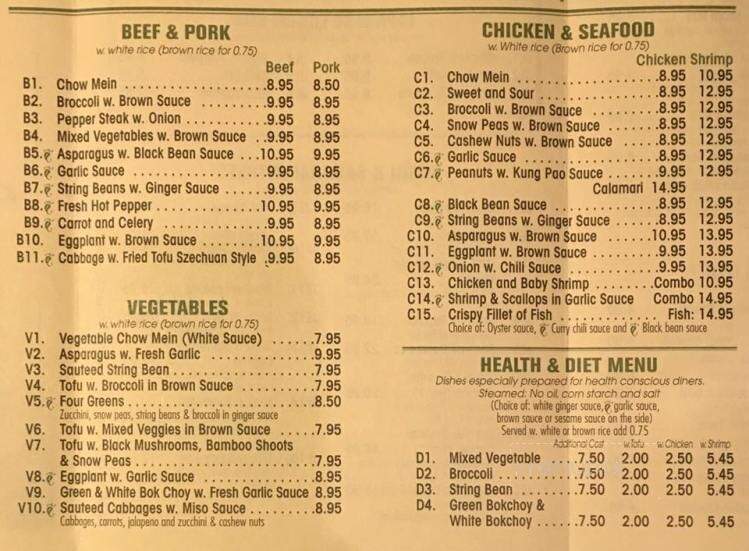 BEEF & PORK
w. white rice (brown rice for 0.75)
Beef Pork
B1. Chow Mein ........................8.95 8.50
B2. Broccoli w. Brown Sauce ..........9.95 8.95
B3. Pepper Steak w. Onion ............9.95 8.95
B4. Mixed Vegetables w. Brown Sauce ..9.95 8.95
B5. Asparagus w. Black Bean Sauce ...10.95 9.95
B6. Garlic Sauce .....................9.95 8.95
B7. String Beans w. Ginger Sauce .....9.95 8.95
B8. Fresh Hot Pepper ................10.95 9.95
B9. Carrot and Celery ................9.95 8.95
B10. Eggplant w. Brown Sauce ........10.95 9.95
B11. Cabbage w. Fried Tofu Szechuan Style .9.95 8.95
VEGETABLES
w. white rice (brown rice for 0.75)
V1. Vegetable Chow Mein (White Sauce) ......7.95
V2. Asparagus w. Fresh Garlic ..............9.95
V3. Sauteed String Bean ....................7.95
V4. Tofu w. Broccoli in Brown Sauce ........7.95
V5. Four Greens ............................8.50
Zucchini, snow peas, string beans & broccoli in ginger sauce
V6. Tofu w. Mixed Veggies in Brown Sauce ...7.95
V7. Tofu w. Black Mushrooms, Bamboo Shoots
& Snow Peas ............................7.95
V8. Eggplant w. Garlic Sauce ...............8.95
V9. Green & White Bok Choy w. Fresh Garlic Sauce 8.95
V10. Sauteed Cabbages w. Miso Sauce ........8.95
Cabbages, carrots, jalapeno and zucchini & cashew nuts
CHICKEN & SEAFOOD
w. White rice (Brown rice for 0.75)
Chicken Shrimp
C1. Chow Mein ........................8.95 10.95
C2. Sweet and Sour ...................8.95 12.95
C3. Broccoli w. Brown Sauce ..........8.95 12.95
C4. Snow Peas w. Brown Sauce .........8.95 12.95
C5. Cashew Nuts w. Brown Sauce .......8.95 12.95
C6. Garlic Sauce .....................8.95 12.95
C7. Peanuts w. Kung Pao Sauce ........9.95 12.95
Calamari 14.95
C8. Black Bean Sauce .................8.95 12.95
C9. String Beans w. Ginger Sauce .....8.95 12.95
C10. Asparagus w. Brown Sauce .......10.95 13.95
C11. Eggplant w. Brown Sauce .........9.95 13.95
C12. Onion w. Chili Sauce ............9.95 12.95
C13. Chicken and Baby Shrimp ........Combo 10.95
C14. Shrimp & Scallops in Garlic Sauce Combo 14.95
C15. Crispy Fillet of Fish ..........Fish: 14.95
Choice of: Oyster sauce, Curry chili sauce and Black bean sauce
HEALTH & DIET MENU
Dishes especially prepared for health conscious diners.
Steamed: No oil, corn starch and salt
(Choice of: white ginger sauce, garlic sauce,
brown sauce or sesame sauce on the side)
Served w. white or brown rice add 0.75
Additional Cost w.Tofu w.Chicken w.Shrimp
D1. Mixed Vegetable ....7.50 2.00 2.50 5.45
D2. Broccoli ...........7.50 2.00 2.50 5.45
D3. String Bean ........7.50 2.00 2.50 5.45
D4. Green Bokchoy &
White Bokchoy ......7.50 2.00 2.50 5.45